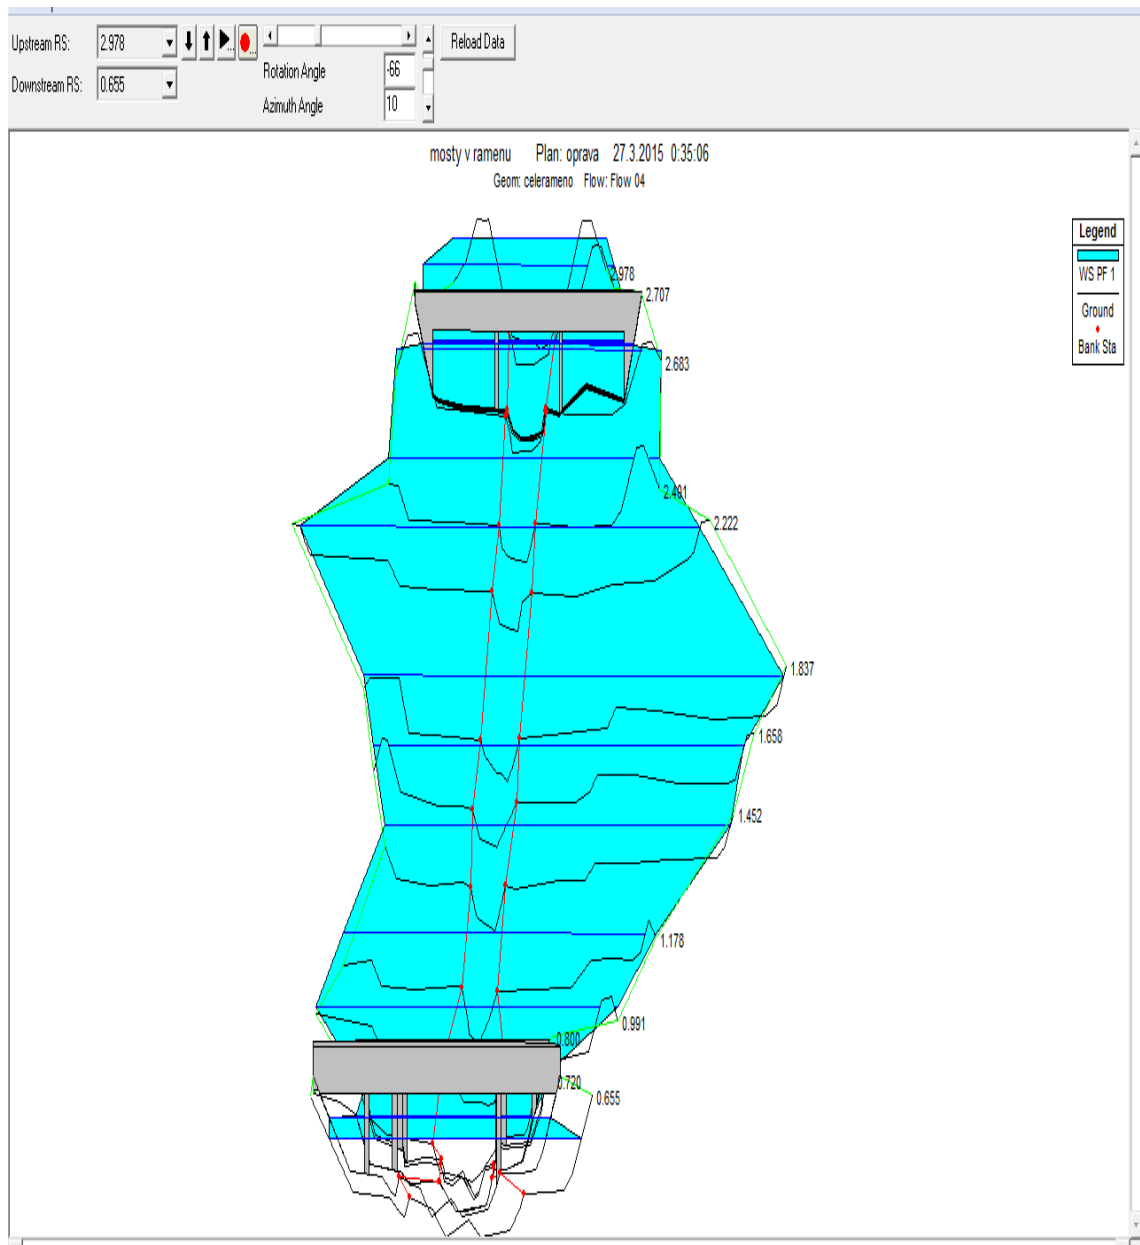 Upstream RS: 2.978 Reload Data
Rotation Angle -66
Downstream RS: 0.655
Azimuth Angle 10
mosty v ramenu Plan: oprava 27.3.2015 0:35:06
Geom: celerameno Flow: Flow 04
Legend
WS PF 1
Ground
Bank Sta
2.978
2.707
2.683
2.491
2.222
1.837
1.658
1.452
1.178
0.991
0.800
0.720
0.655